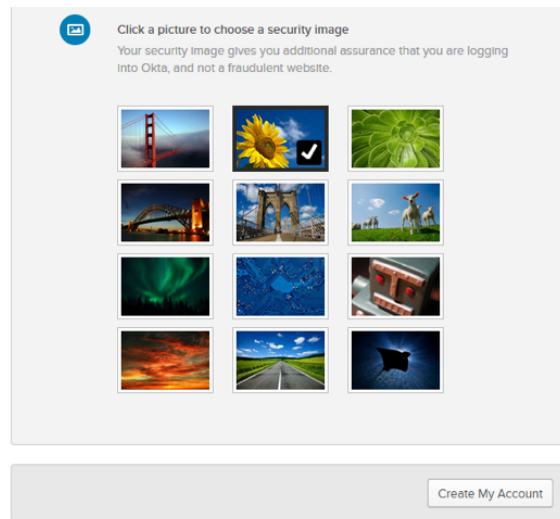 Click a picture to choose a security image
Your security image gives you additional assurance that you are logging
into Okta, and not a fraudulent website.
Create My Account